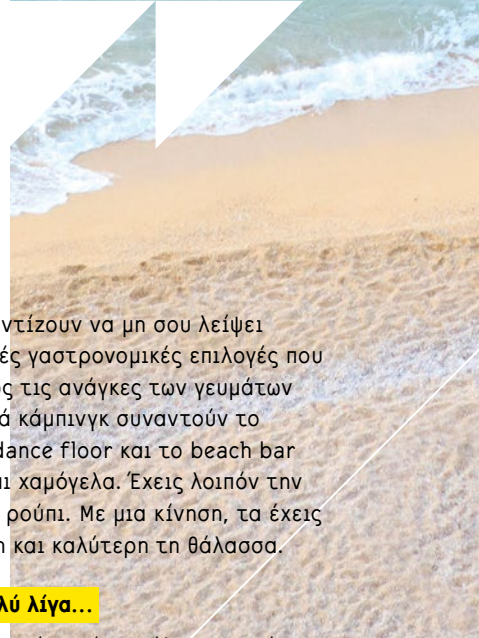 ντίζουν να μη σου λείψει
ές γαστρονομικές επιλογές που
ς τις ανάγκες των γευμάτων
ά κάμπινγκ συναντούν το
dance floor και το beach bar
ι χαμόγελα. Έχεις λοιπόν την
ρούπι. Με μια κίνηση, τα έχεις
η και καλύτερη τη θάλασσα.
λύ λίγα...